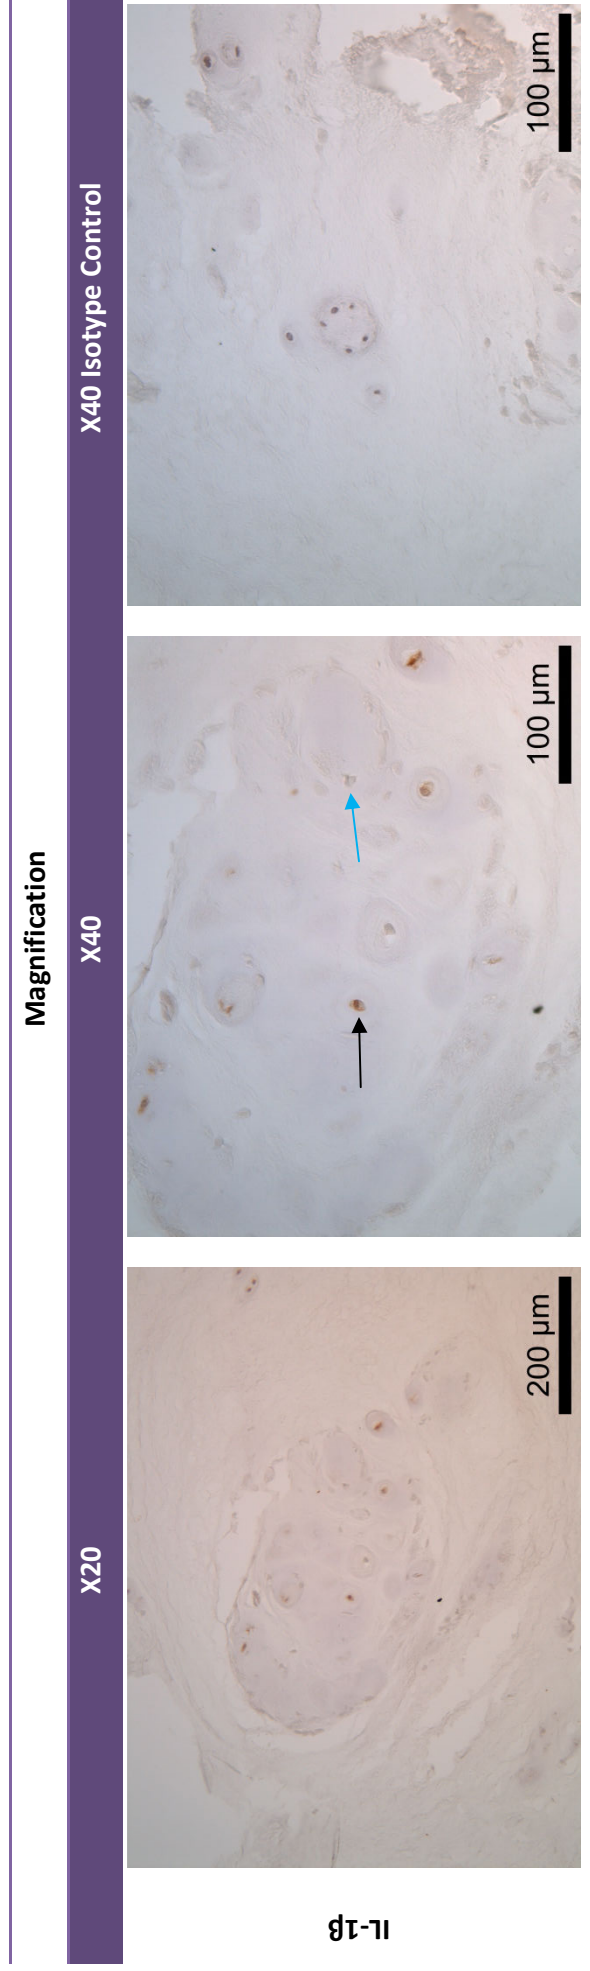 Magnification
X20
X40
X40 Isotype Control
IL-1β
200 µm
100 µm
100 µm